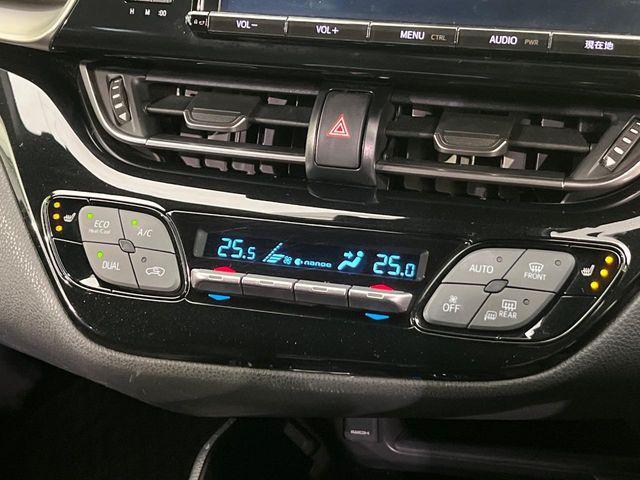 H M :00
VOL− VOL+ MENU CTRL AUDIO PWR 現在地
ECO
Heat/Cool
A/C
DUAL
25.5 nanoe 25.0
AUTO
FRONT
OFF
REAR